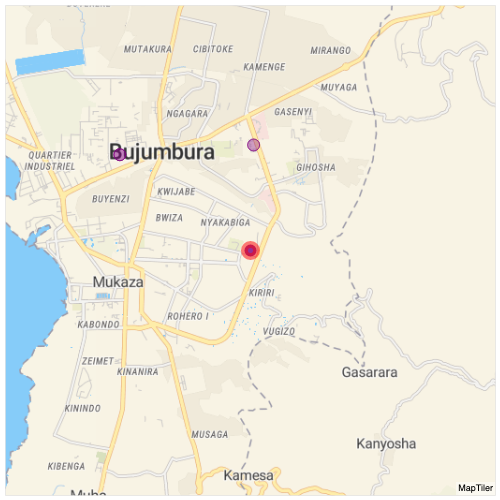 MUTAKURA
CIBITOKE
MIRANGO
KAMENGE
MUYAGA
NGAGARA
GASENYI
Bujumbura
QUARTIER
INDUSTRIEL
GIHOSHA
BUYENZI
KWIJABE
BWIZA
NYAKABIGA
Mukaza
KIRIRI
ROHERO I
KABONDO
VUGIZO
ZEIMET
KINANIRA
Gasarara
KININDO
MUSAGA
Kanyosha
KIBENGA
Kamesa
Muha
MapTiler